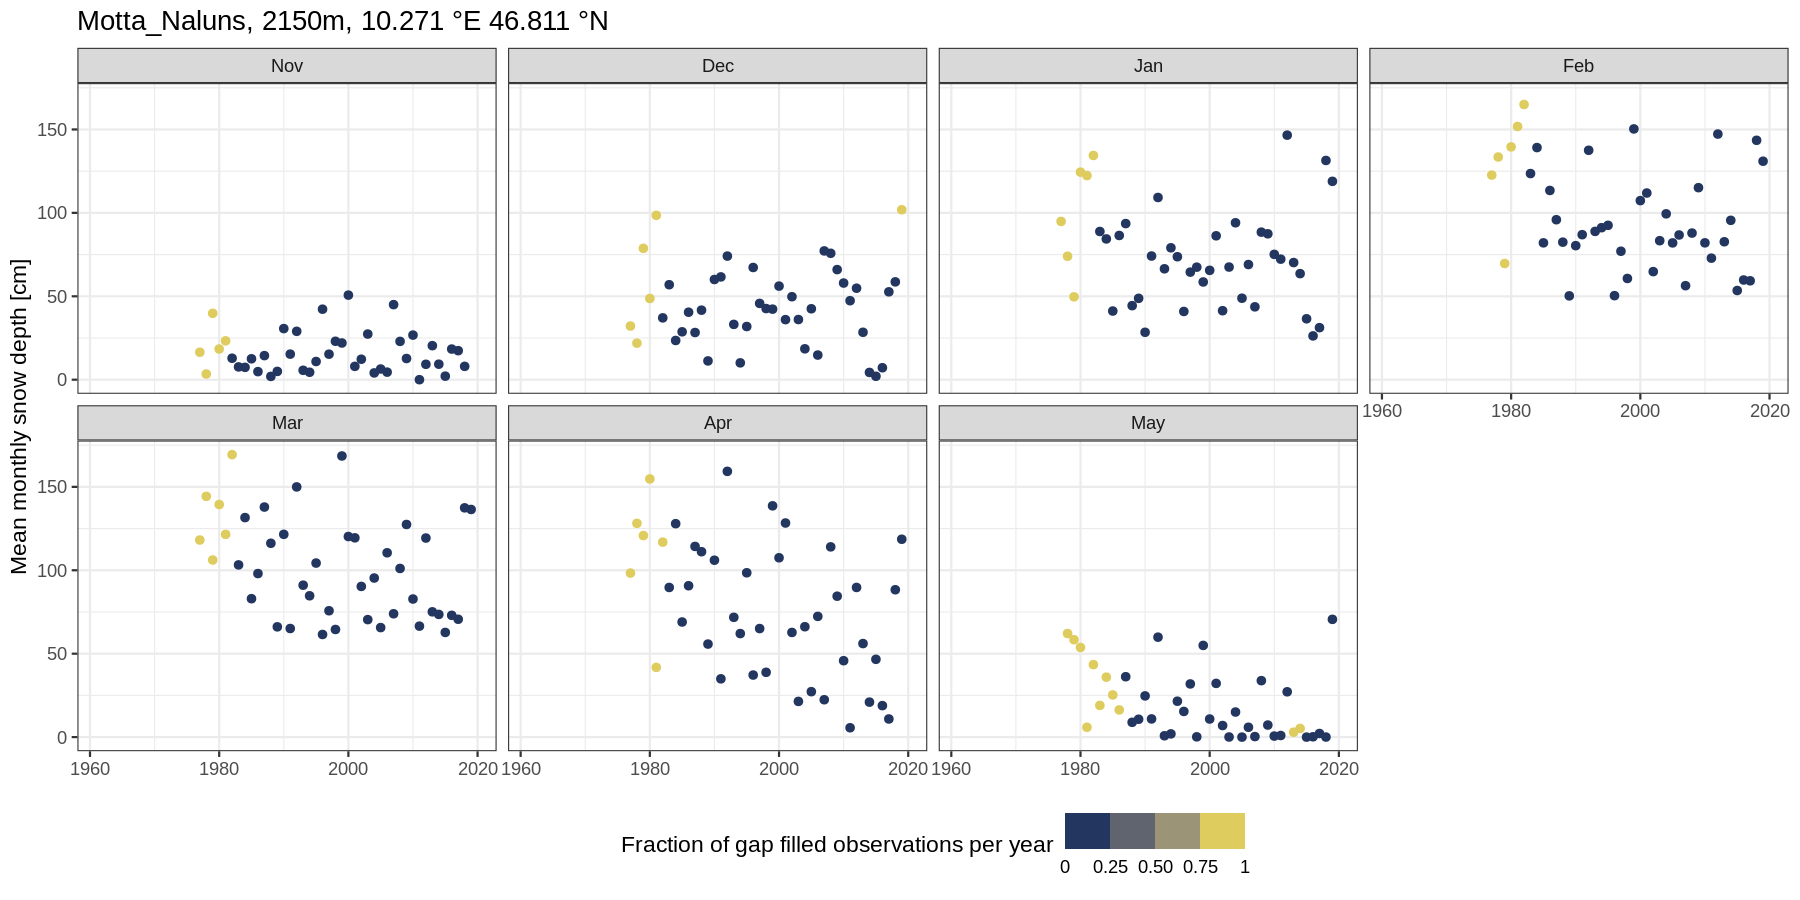 Motta_Naluns, 2150m, 10.271 °E 46.811 °N
Nov
Dec
Jan
Feb
Mean monthly snow depth [cm]
150
100
50
0
1960 1980 2000 2020
Mar
Apr
May
150
100
50
0
1960 1980 2000 2020
1960 1980 2000 2020
1960 1980 2000 2020
Fraction of gap filled observations per year
0 0.25 0.50 0.75 1